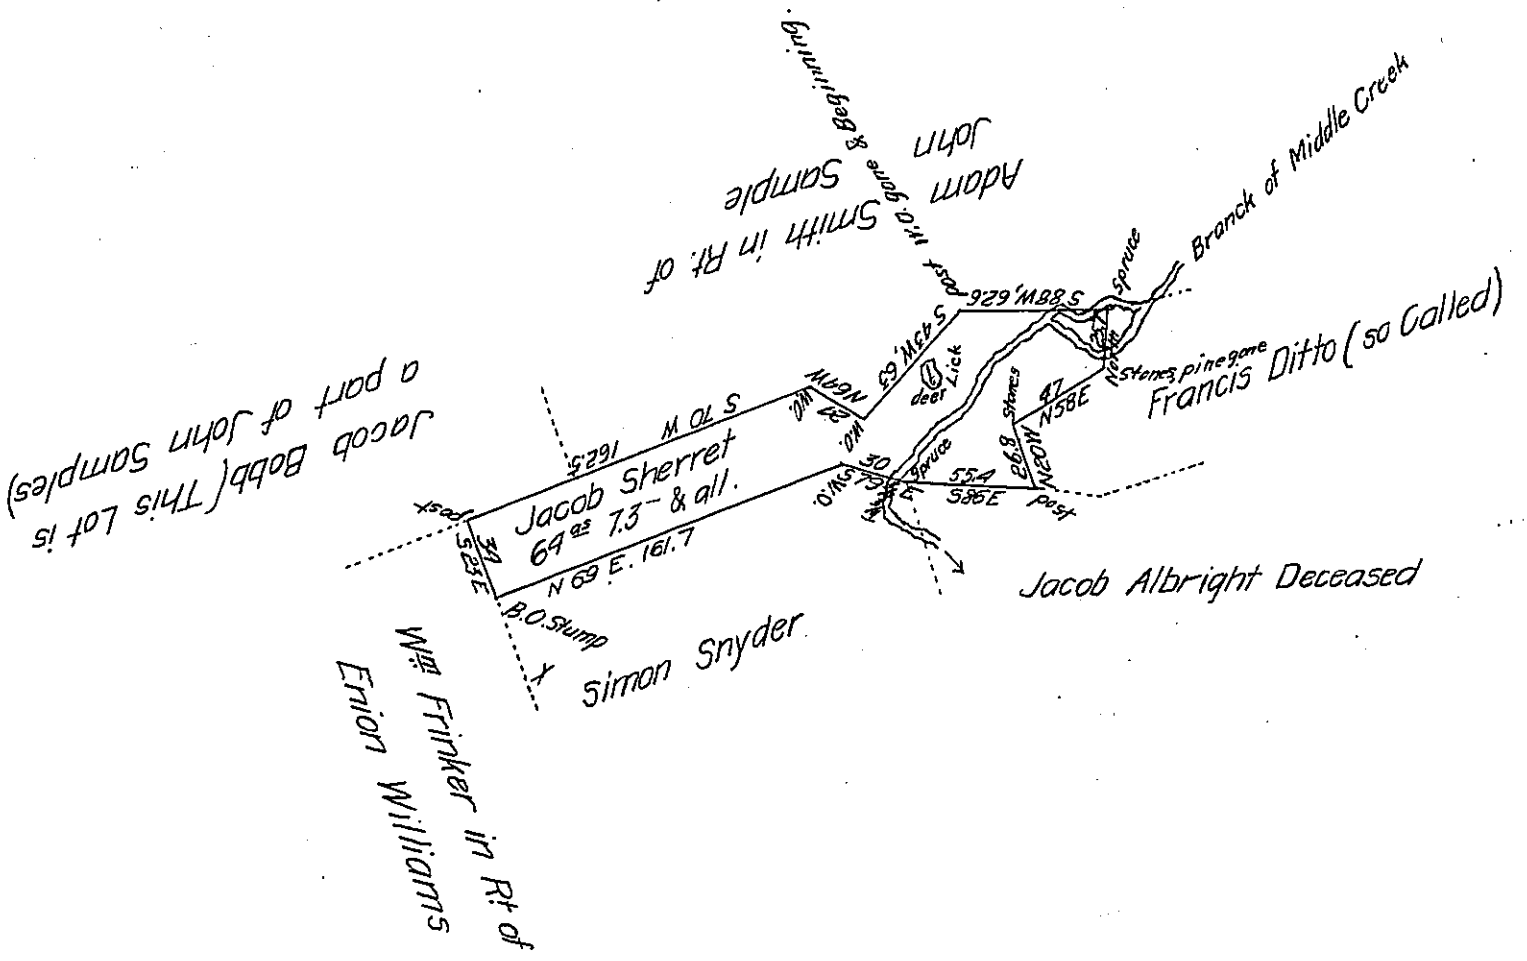 post W.O. gone & Beginning
Adam Smith in Rt. of
John Sample
Branck of Middle Creek
Spruce
S 88 W, 62.6
S 43 W, 63
deer Lick
North
Stones, pine gone
Francis Ditto (so Called)
47
N 58 E
Stones
26.8
N 20 W
post
55.4
S 86 E
Spruce
30
S.W.O.
W.O.
N 64 W
W.O.
S 70 W
162.5
Jacob Sherret
69 as 73 - & all.
N 69 E. 161.7
post
S 23 E
B.O. Stump
X
Jacob Bobb (This Lot is
a part of John Samples)
Simon Snyder
Jacob Albright Deceased
Wm Frinker in Rt of
Enion Williams